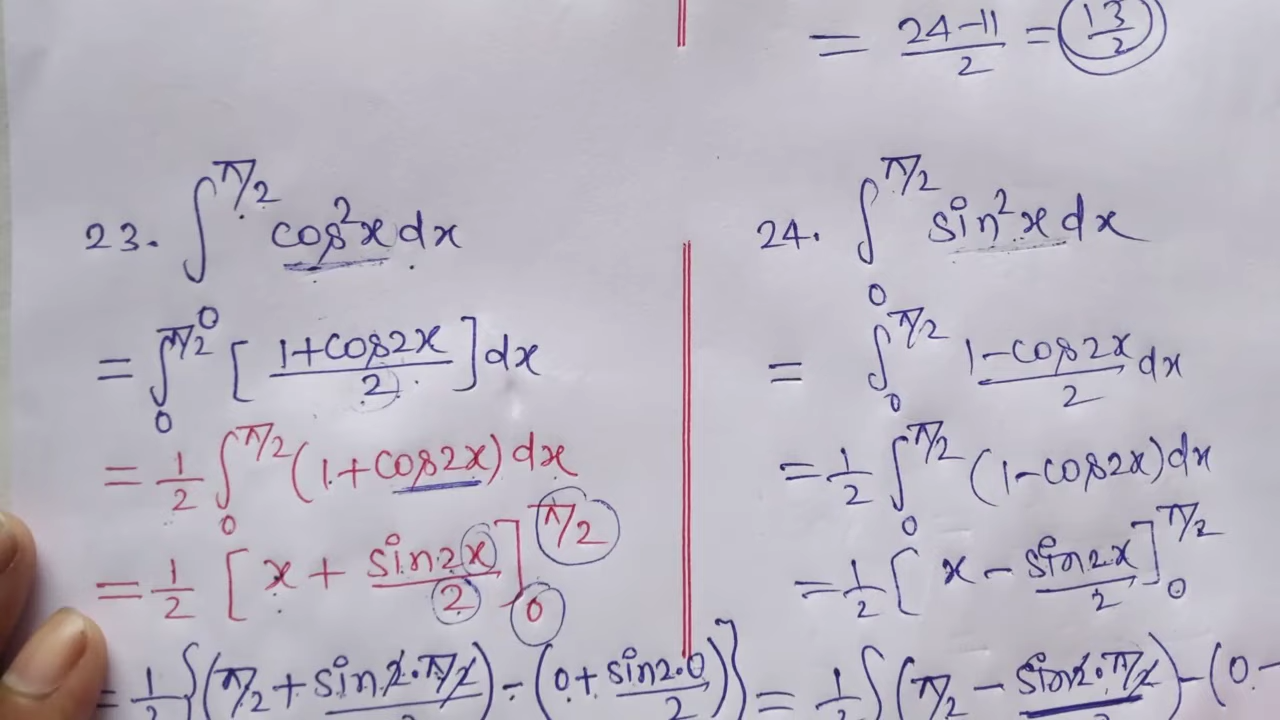 = 24-11/2 = 13/2
23. ∫₀^π/2 cos²x dx
= ∫₀^π/2 [1+cos2x/2] dx
= 1/2 ∫₀^π/2 (1+cos2x) dx
= 1/2 [x + sin2x/2]₀^π/2
= 1/2 {(π/2 + sin2·π/2/2) - (0 + sin2·0/2)}
24. ∫₀^π/2 sin²x dx
= ∫₀^π/2 1-cos2x/2 dx
= 1/2 ∫₀^π/2 (1-cos2x) dx
= 1/2 [x - sin2x/2]₀^π/2
= 1/2 {(π/2 - sin2·π/2) - (0 -